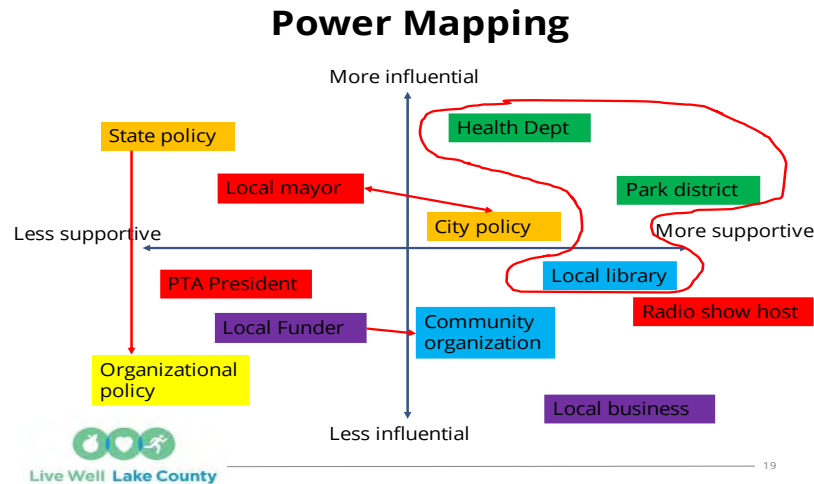 Power Mapping
More influential
Health Dept
State policy
Local mayor
Park district
City policy
Less supportive
More supportive
PTA President
Local library
Radio show host
Local Funder
Community
organization
Organizational
policy
Local business
Less influential
Live Well Lake County
19